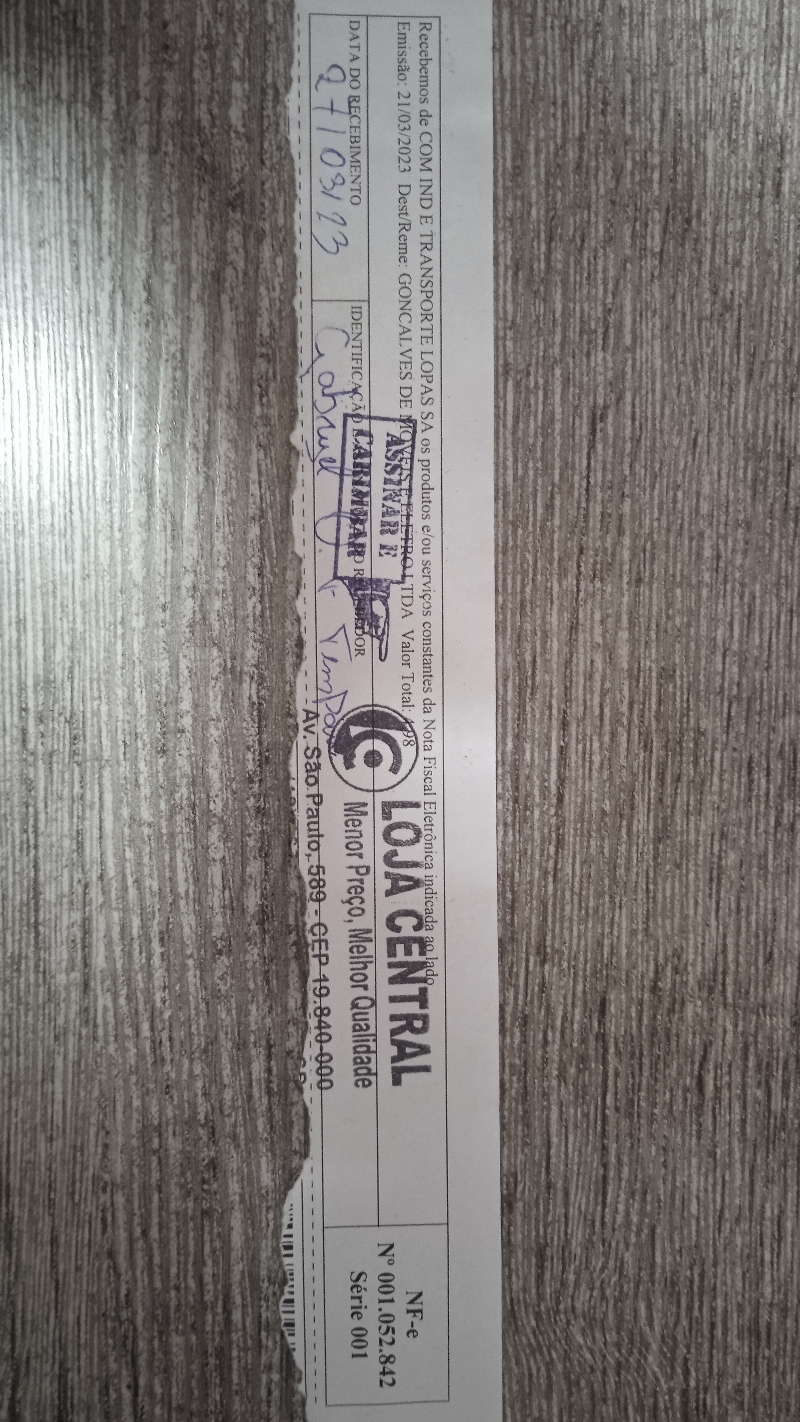 Recebemos de COM IND E TRANSPORTE LOPAS SA os produtos e/ou serviços constantes da Nota Fiscal Eletrônica indicada ao lado
Emissão: 21/03/2023 Dest/Reme: GONCALVES DE MOVEIS E ELETRO LTDA Valor Total:
NF-e
Nº 001.052.842
Série 001
DATA DO RECEBIMENTO
27/03/23
IDENTIFICAÇÃO
ASSINAR E
CARIMBAR
Gabriel
LOJA CENTRAL
Menor Preço, Melhor Qualidade
Av. São Paulo, 589 - CEP 19.840-000